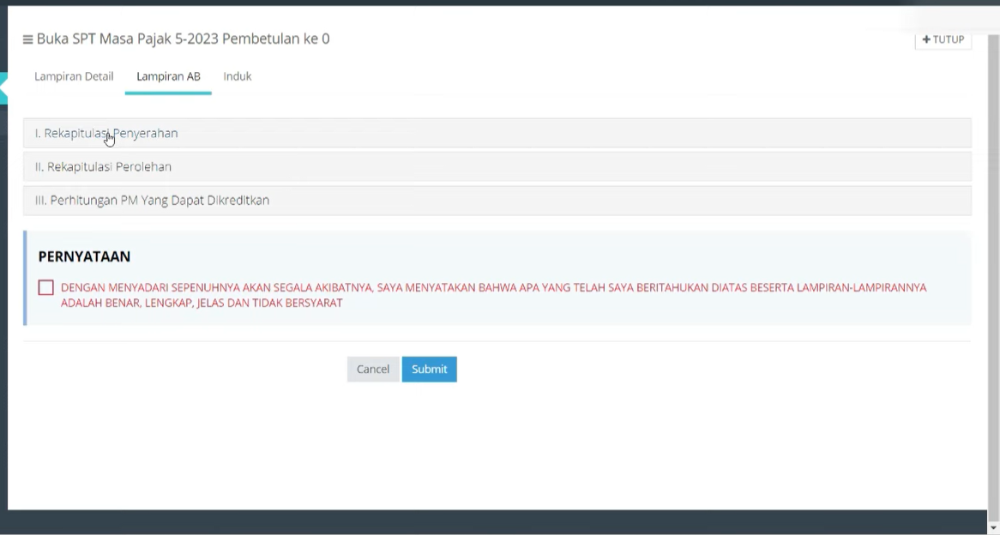 Buka SPT Masa Pajak 5-2023 Pembetulan ke 0
+ TUTUP
Lampiran Detail Lampiran AB Induk
I. Rekapitulasi Penyerahan
II. Rekapitulasi Perolehan
III. Perhitungan PM Yang Dapat Dikreditkan
PERNYATAAN
DENGAN MENYADARI SEPENUHNYA AKAN SEGALA AKIBATNYA, SAYA MENYATAKAN BAHWA APA YANG TELAH SAYA BERITAHUKAN DIATAS BESERTA LAMPIRAN-LAMPIRANNYA
ADALAH BENAR, LENGKAP, JELAS DAN TIDAK BERSYARAT
Cancel Submit